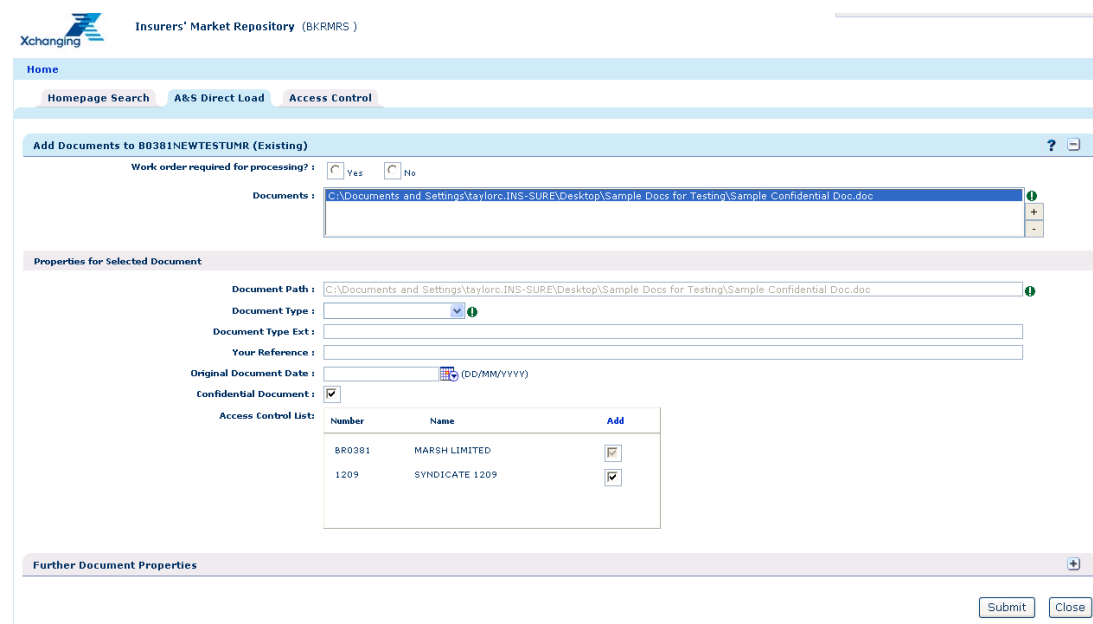 Xchanging
Insurers' Market Repository (BKRMRS )
Home
Homepage Search A&S Direct Load Access Control
Add Documents to B0381NEWTESTUMR (Existing) ? -
Work order required for processing? : Yes No
Documents : C:\Documents and Settings\taylorc.INS-SURE\Desktop\Sample Docs for Testing\Sample Confidential Doc.doc
+
-
Properties for Selected Document
Document Path : C:\Documents and Settings\taylorc.INS-SURE\Desktop\Sample Docs for Testing\Sample Confidential Doc.doc
Document Type :
Document Type Ext :
Your Reference :
Original Document Date : (DD/MM/YYYY)
Confidential Document :
Access Control List: Number Name Add
BR0381 MARSH LIMITED
1209 SYNDICATE 1209
Further Document Properties +
Submit Close